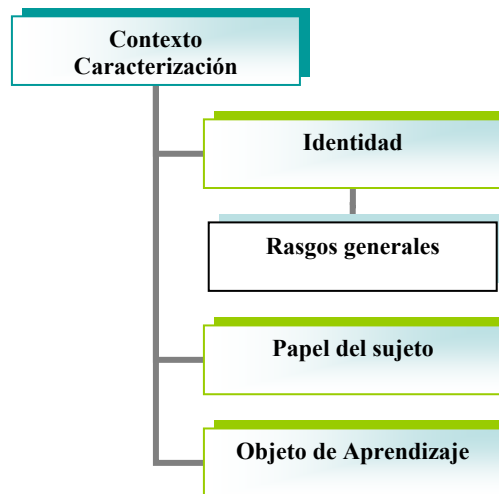 Contexto
Caracterización
Identidad
Rasgos generales
Papel del sujeto
Objeto de Aprendizaje